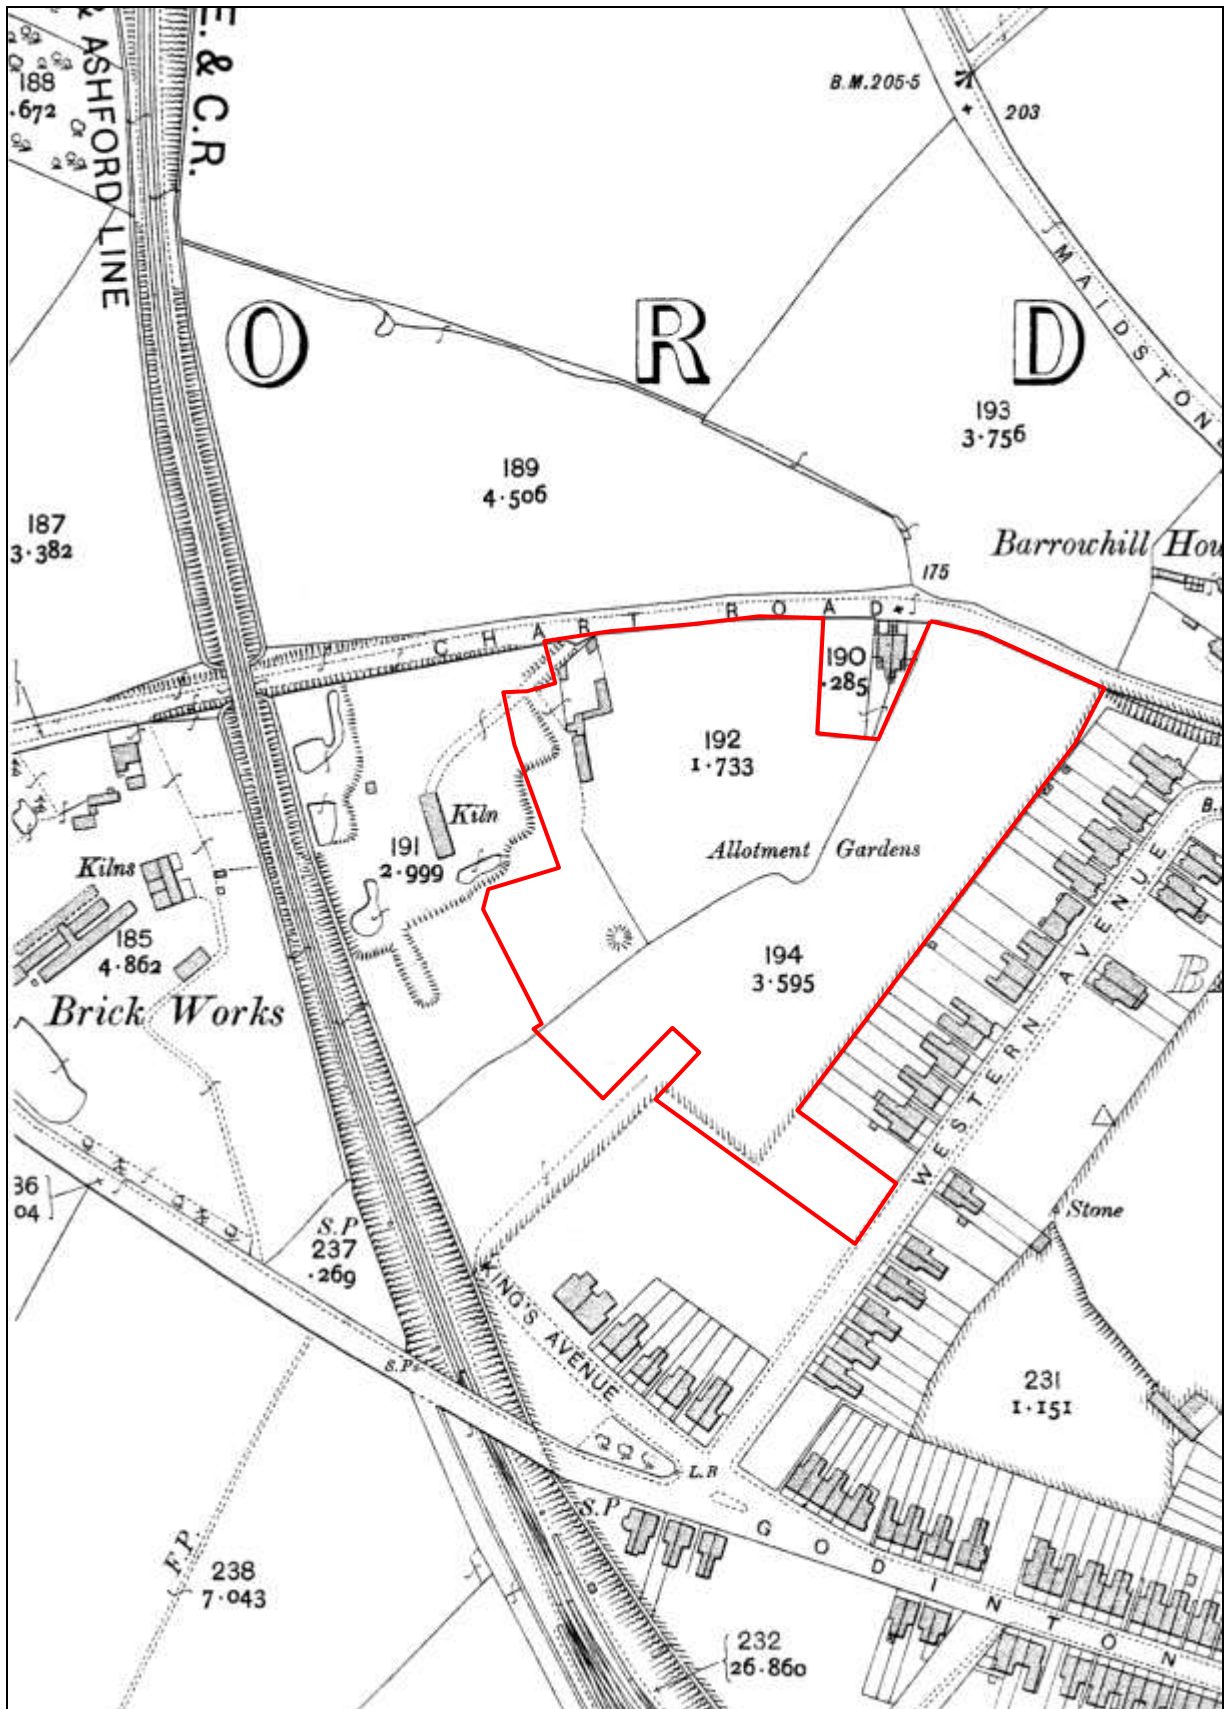 E. & C.R.
& ASHFORD LINE
188
.672
B.M.205·5
203
MAIDSTONE
O R D
193
3·756
189
4·506
187
3·382
Barrowhill Hou
175
CHART ROAD
190
·285
192
1·733
B.
Kiln
191
2·999
Allotment Gardens
Kilns
185
4·862
194
3·595
Brick Works
WESTERN AVENUE
B
36
04
S.P
237
·269
Stone
KING'S AVENUE
S.Ps
231
1·151
L.B
S.P
GODINTON
F.P.
238
7·043
232
26·860